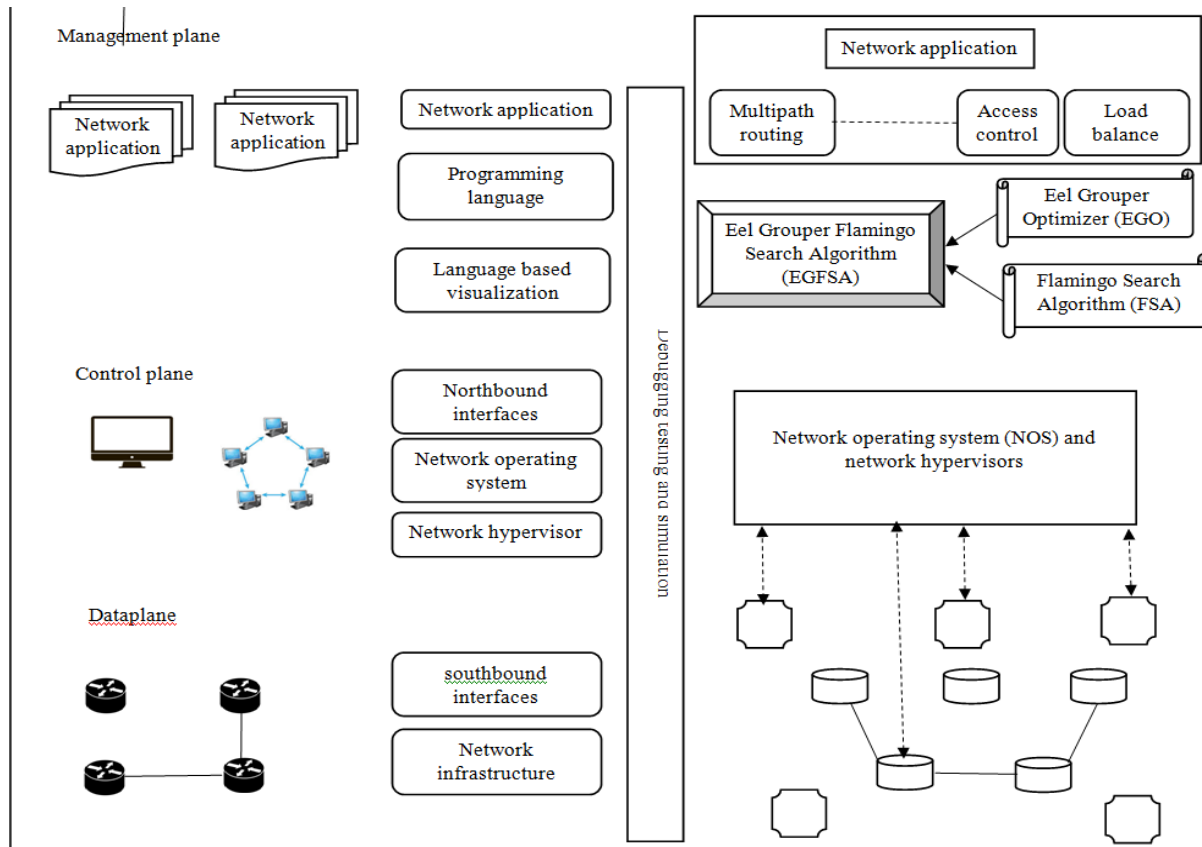 Management plane
Network
application
Network
application
Network application
Programming
language
Language based
visualization
Control plane
Northbound
interfaces
Network operating
system
Network hypervisor
Dataplane
southbound
interfaces
Network
infrastructure
Debugging testing and simulation
Network application
Multipath
routing
Access
control
Load
balance
Eel Grouper Flamingo
Search Algorithm
(EGFSA)
Eel Grouper
Optimizer (EGO)
Flamingo Search
Algorithm (FSA)
Network operating system (NOS) and
network hypervisors